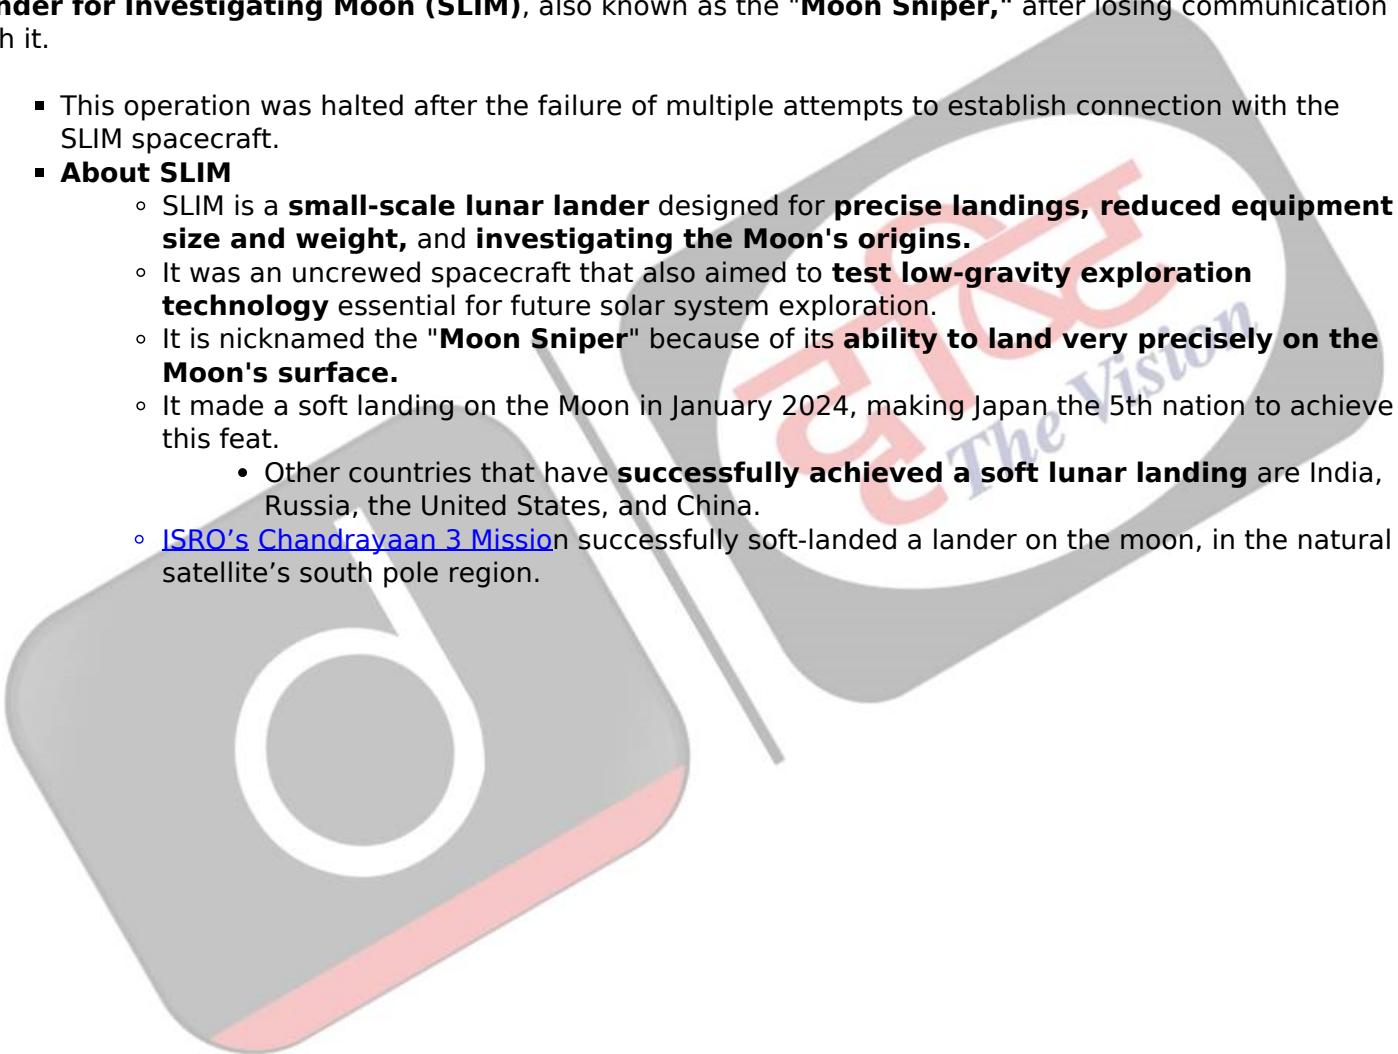 nder for Investigating Moon (SLIM), also known as the "Moon Sniper," after losing communication
h it.
▪ This operation was halted after the failure of multiple attempts to establish connection with the
SLIM spacecraft.
▪ About SLIM
◦ SLIM is a small-scale lunar lander designed for precise landings, reduced equipment
size and weight, and investigating the Moon's origins.
◦ It was an uncrewed spacecraft that also aimed to test low-gravity exploration
technology essential for future solar system exploration.
◦ It is nicknamed the "Moon Sniper" because of its ability to land very precisely on the
Moon's surface.
◦ It made a soft landing on the Moon in January 2024, making Japan the 5th nation to achieve
this feat.
• Other countries that have successfully achieved a soft lunar landing are India,
Russia, the United States, and China.
◦ ISRO’s Chandrayaan 3 Mission successfully soft-landed a lander on the moon, in the natural
satellite’s south pole region.
d
दृष्टि
The Vision